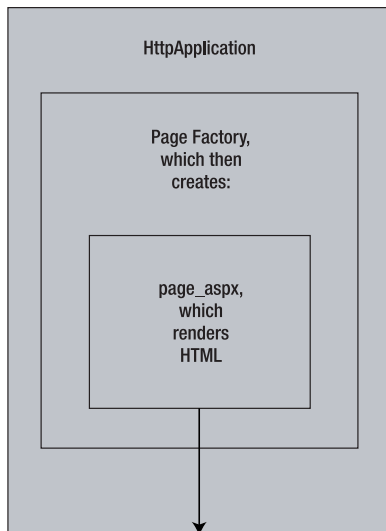 HttpApplication
Page Factory,
which then
creates:
page_aspx,
which
renders
HTML